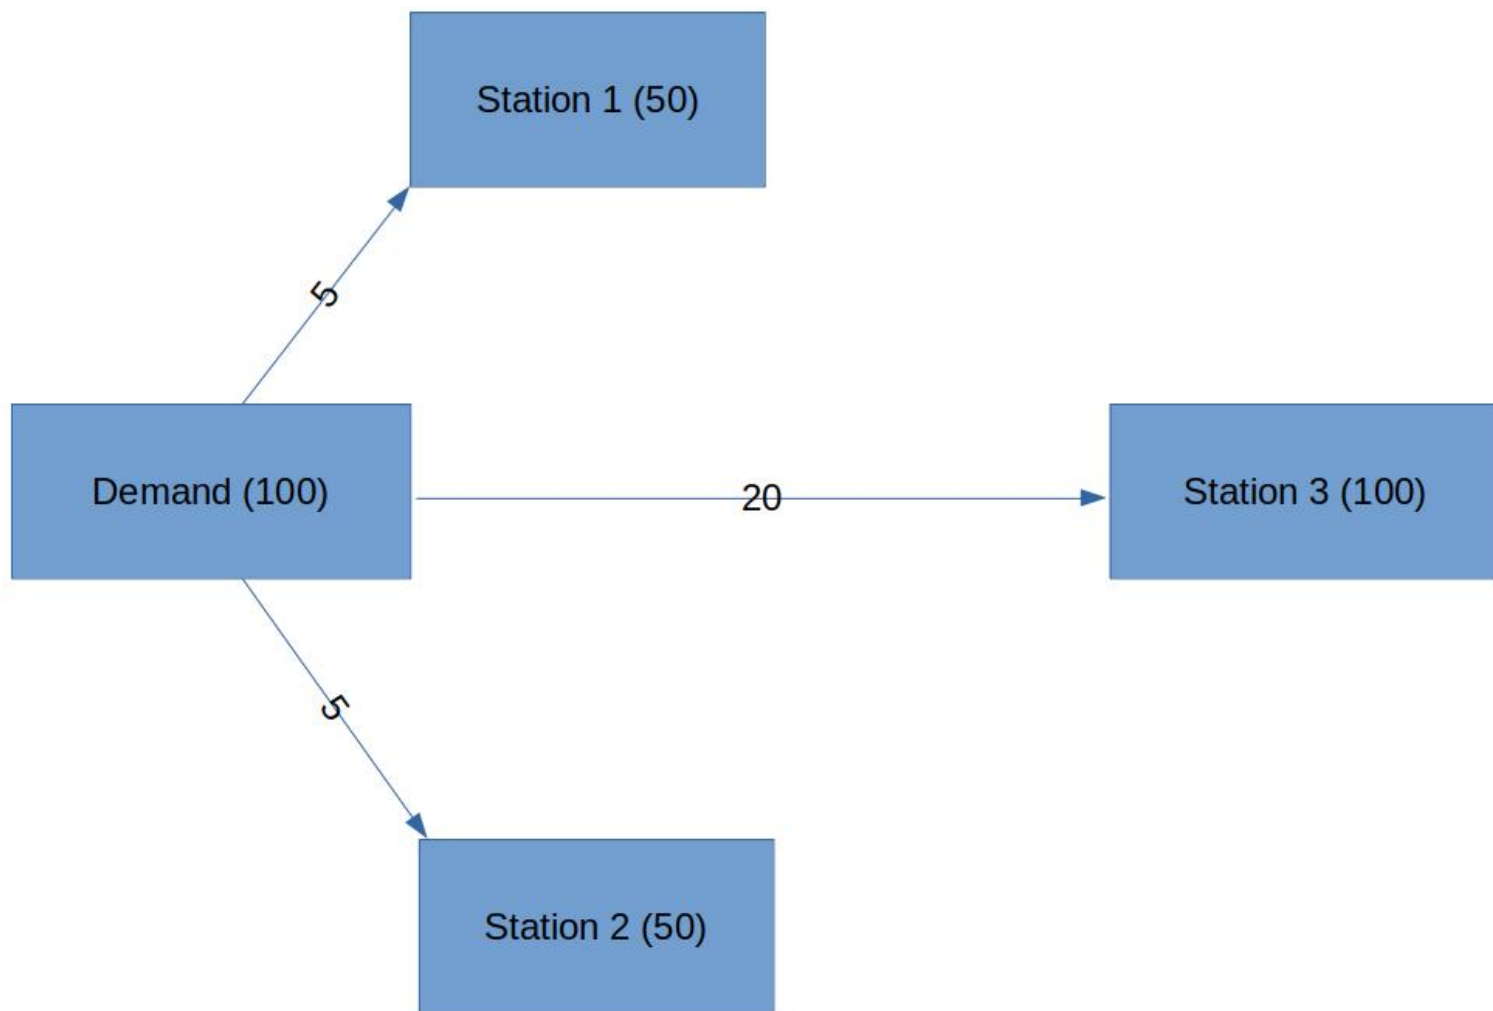 Station 1 (50)
5
Demand (100)
20
Station 3 (100)
5
Station 2 (50)